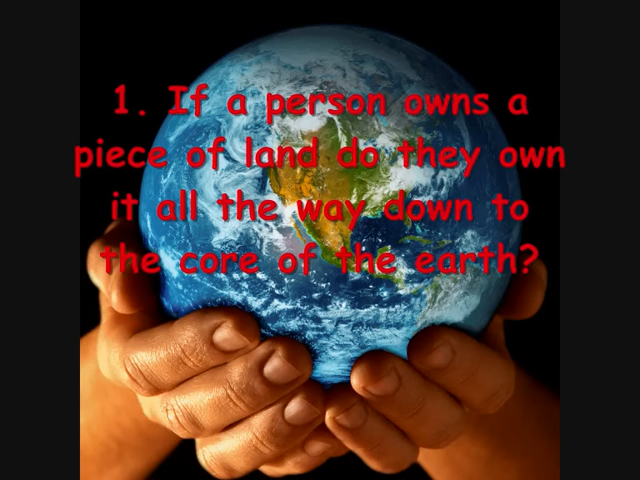 1. If a person owns a
piece of land do they own
it all the way down to
the core of the earth?